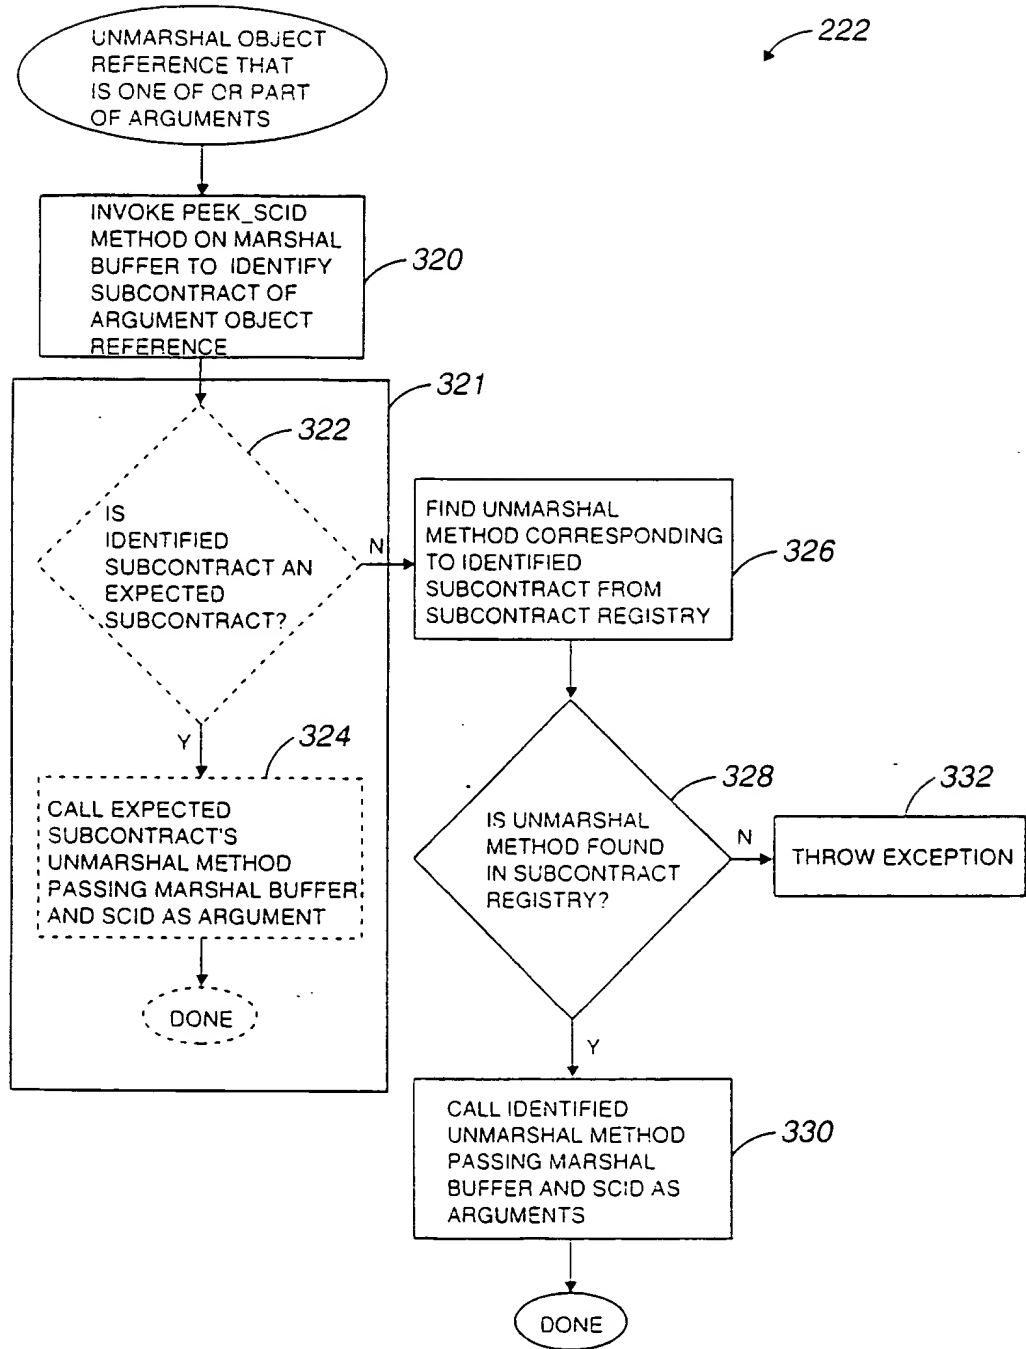 UNMARSHAL OBJECT
REFERENCE THAT
IS ONE OF OR PART
OF ARGUMENTS
222
INVOKE PEEK_SCID
METHOD ON MARSHAL
BUFFER TO IDENTIFY
SUBCONTRACT OF
ARGUMENT OBJECT
REFERENCE
320
321
322
IS
IDENTIFIED
SUBCONTRACT AN
EXPECTED
SUBCONTRACT?
N
FIND UNMARSHAL
METHOD CORRESPONDING
TO IDENTIFIED
SUBCONTRACT FROM
SUBCONTRACT REGISTRY
326
Y
324
CALL EXPECTED
SUBCONTRACT'S
UNMARSHAL METHOD
PASSING MARSHAL BUFFER
AND SCID AS ARGUMENT
DONE
328
IS UNMARSHAL
METHOD FOUND
IN SUBCONTRACT
REGISTRY?
N
332
THROW EXCEPTION
Y
CALL IDENTIFIED
UNMARSHAL METHOD
PASSING MARSHAL
BUFFER AND SCID AS
ARGUMENTS
330
DONE